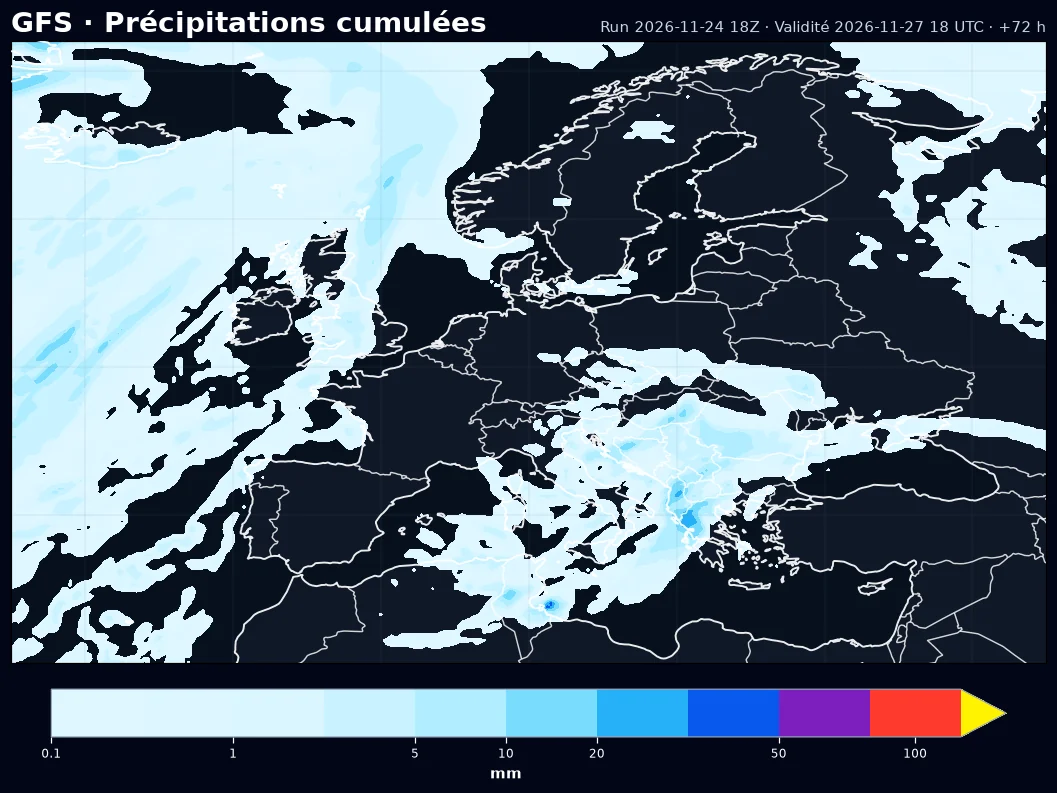 GFS · Précipitations cumulées
Run 2026-11-24 18Z · Validité 2026-11-27 18 UTC · +72 h
0.1 1 5 10 20 50 100
mm